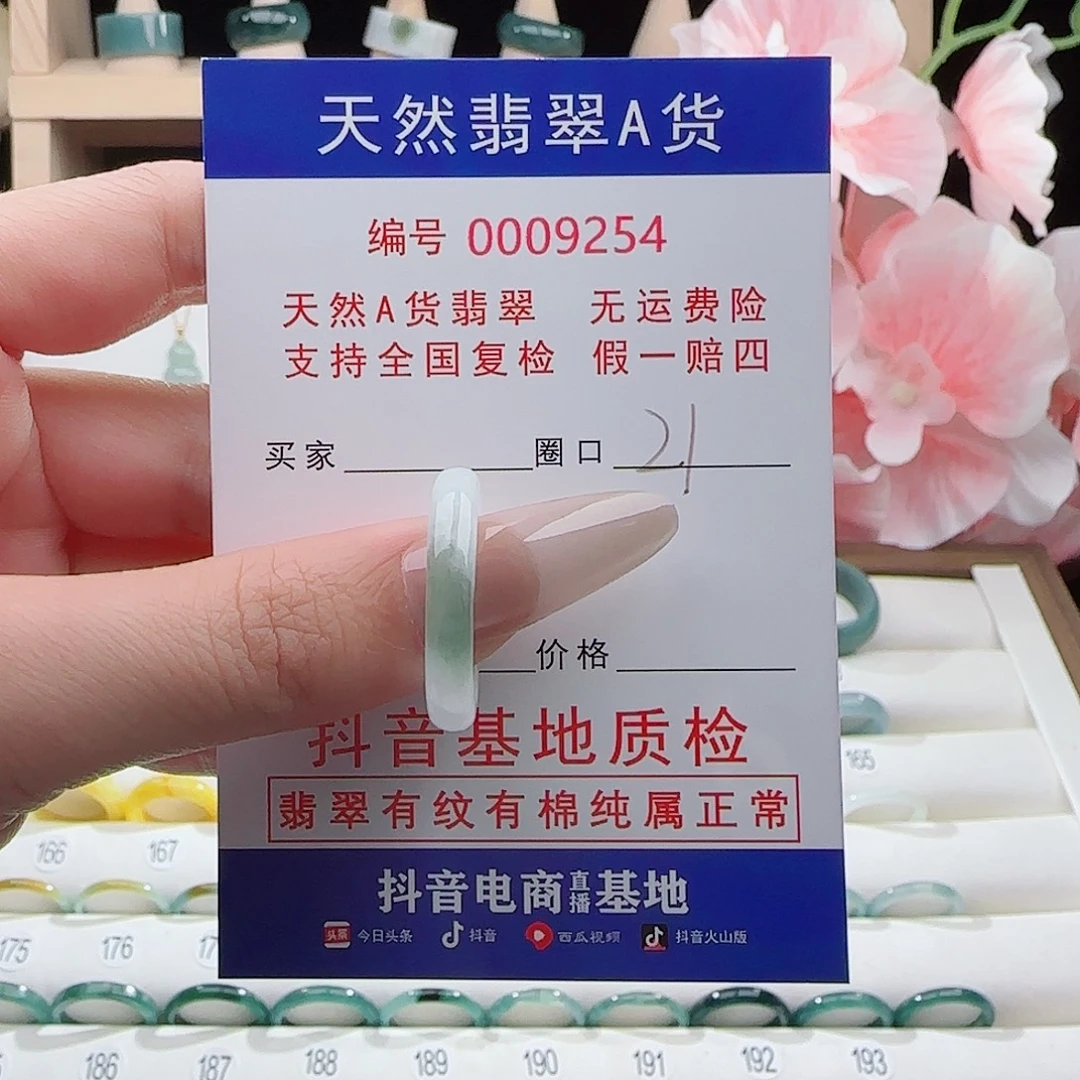 天然翡翠A货
编号 0009254
天然A货翡翠 无运费险
支持全国复检 假一赔四
买家 圈口 21
价格
抖音基地质检
翡翠有纹有棉纯属正常
抖音电商直播基地
头条 今日头条 抖音 西瓜视频 抖音火山版
165
166 167
175 176
186 187 188 189 190 191 192 193